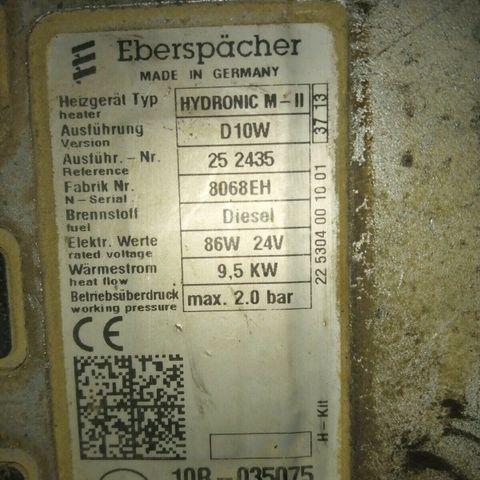 Eberspächer
MADE IN GERMANY
Heizgerät Typ HYDRONIC M – II
heater
Ausführung D10W
Version
Ausführ.- Nr. 25 2435
Reference
Fabrik Nr. 8068EH
N – Serial
Brennstoff Diesel
fuel
Elektr. Werte 86W 24V
rated voltage
Wärmestrom 9,5 KW
heat flow
Betriebsüberdruck max. 2.0 bar
working pressure
CE
37 13
22 5304 00 10 01
H – Kit
10R – 035075